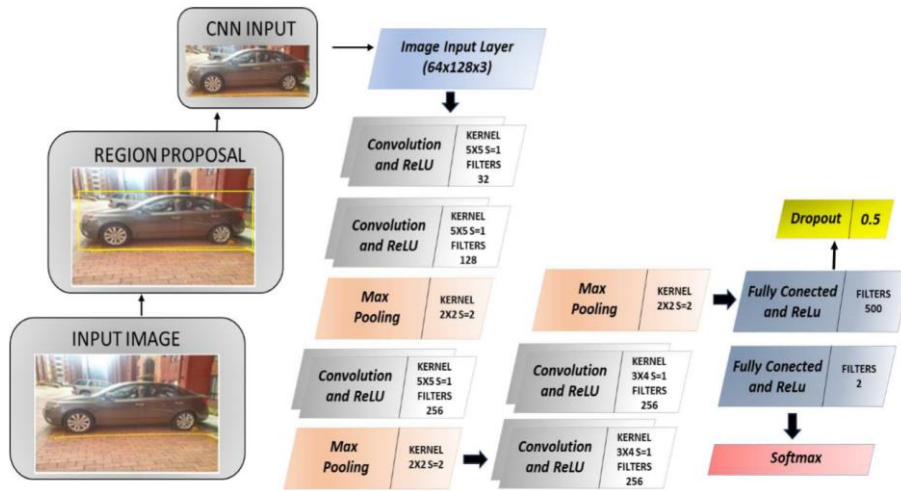 CNN INPUT
REGION PROPOSAL
INPUT IMAGE
Image Input Layer
(64x128x3)
Convolution
and ReLU
KERNEL
5X5 S=1
FILTERS
32
Convolution
and ReLU
KERNEL
5X5 S=1
FILTERS
128
Max
Pooling
KERNEL
2X2 S=2
Convolution
and ReLU
KERNEL
5X5 S=1
FILTERS
256
Max
Pooling
KERNEL
2X2 S=2
Convolution
and ReLU
KERNEL
3X4 S=1
FILTERS
256
Convolution
and ReLU
KERNEL
3X4 S=1
FILTERS
256
Max
Pooling
KERNEL
2X2 S=2
Fully Conected
and ReLu
FILTERS
500
Dropout
0.5
Fully Conected
and ReLu
FILTERS
2
Softmax